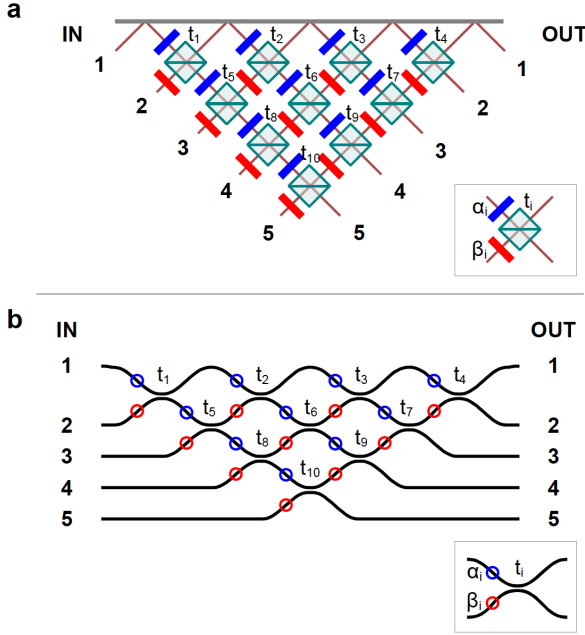 a
IN
OUT
t₁
t₂
t₃
t₄
1
1
t₅
t₆
t₇
2
2
t₈
t₉
3
3
t₁₀
4
4
5
5
αᵢ
tᵢ
βᵢ
b
IN
OUT
1
t₁
t₂
t₃
t₄
1
2
t₅
t₆
t₇
2
3
t₈
t₉
3
4
t₁₀
4
5
5
αᵢ
tᵢ
βᵢ